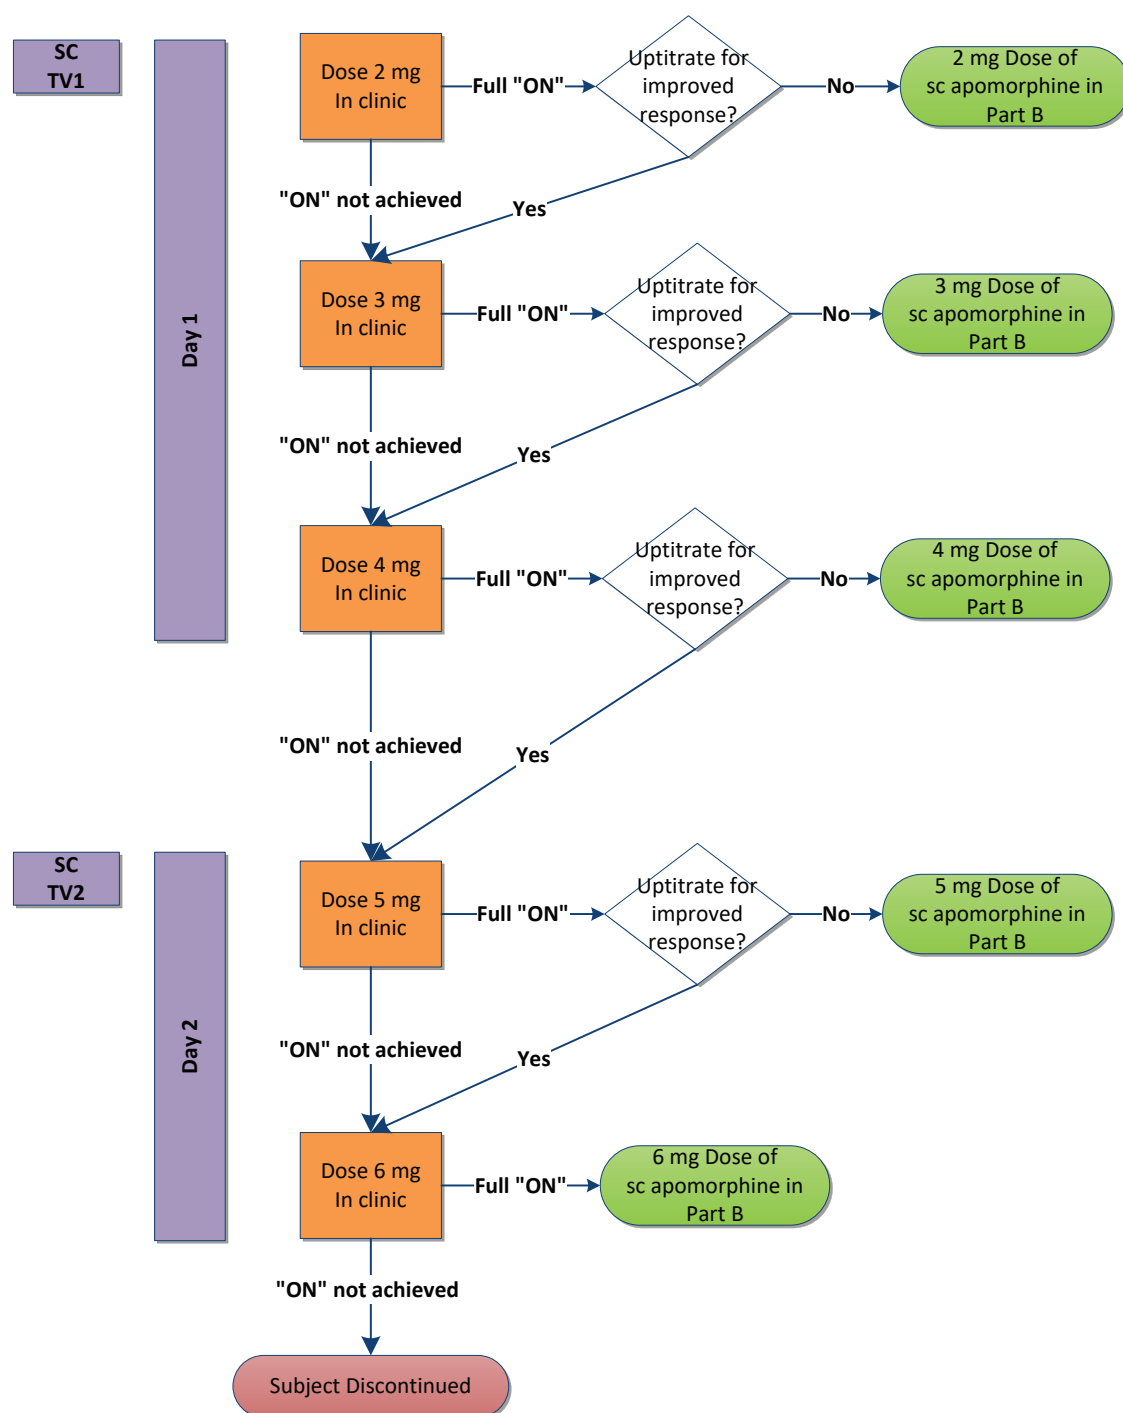 SC
TV1
Day 1
Dose 2 mg
In clinic
Full "ON"
Uptitrate for
improved
response?
No
2 mg Dose of
sc apomorphine in
Part B
"ON" not achieved
Yes
Dose 3 mg
In clinic
Full "ON"
Uptitrate for
improved
response?
No
3 mg Dose of
sc apomorphine in
Part B
"ON" not achieved
Yes
Dose 4 mg
In clinic
Full "ON"
Uptitrate for
improved
response?
No
4 mg Dose of
sc apomorphine in
Part B
"ON" not achieved
Yes
SC
TV2
Day 2
Dose 5 mg
In clinic
Full "ON"
Uptitrate for
improved
response?
No
5 mg Dose of
sc apomorphine in
Part B
"ON" not achieved
Yes
Dose 6 mg
In clinic
Full "ON"
6 mg Dose of
sc apomorphine in
Part B
"ON" not achieved
Subject Discontinued